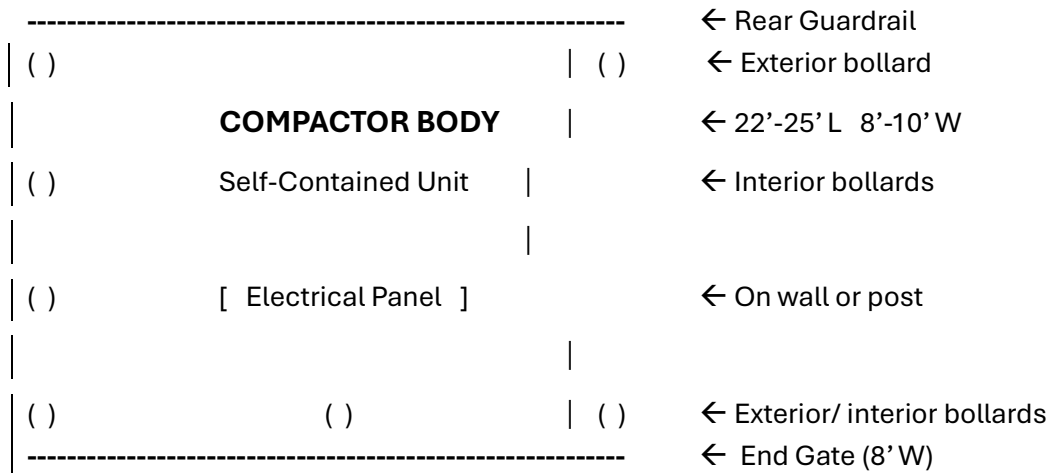 ------------------------------------------------------------- ← Rear Guardrail
( ) | ( ) ← Exterior bollard
COMPACTOR BODY | ← 22’-25’ L 8’-10’ W
( ) Self-Contained Unit | ← Interior bollards
|
( ) [ Electrical Panel ] ← On wall or post
|
( ) ( ) | ( ) ← Exterior/ interior bollards
------------------------------------------------------------- ← End Gate (8’ W)